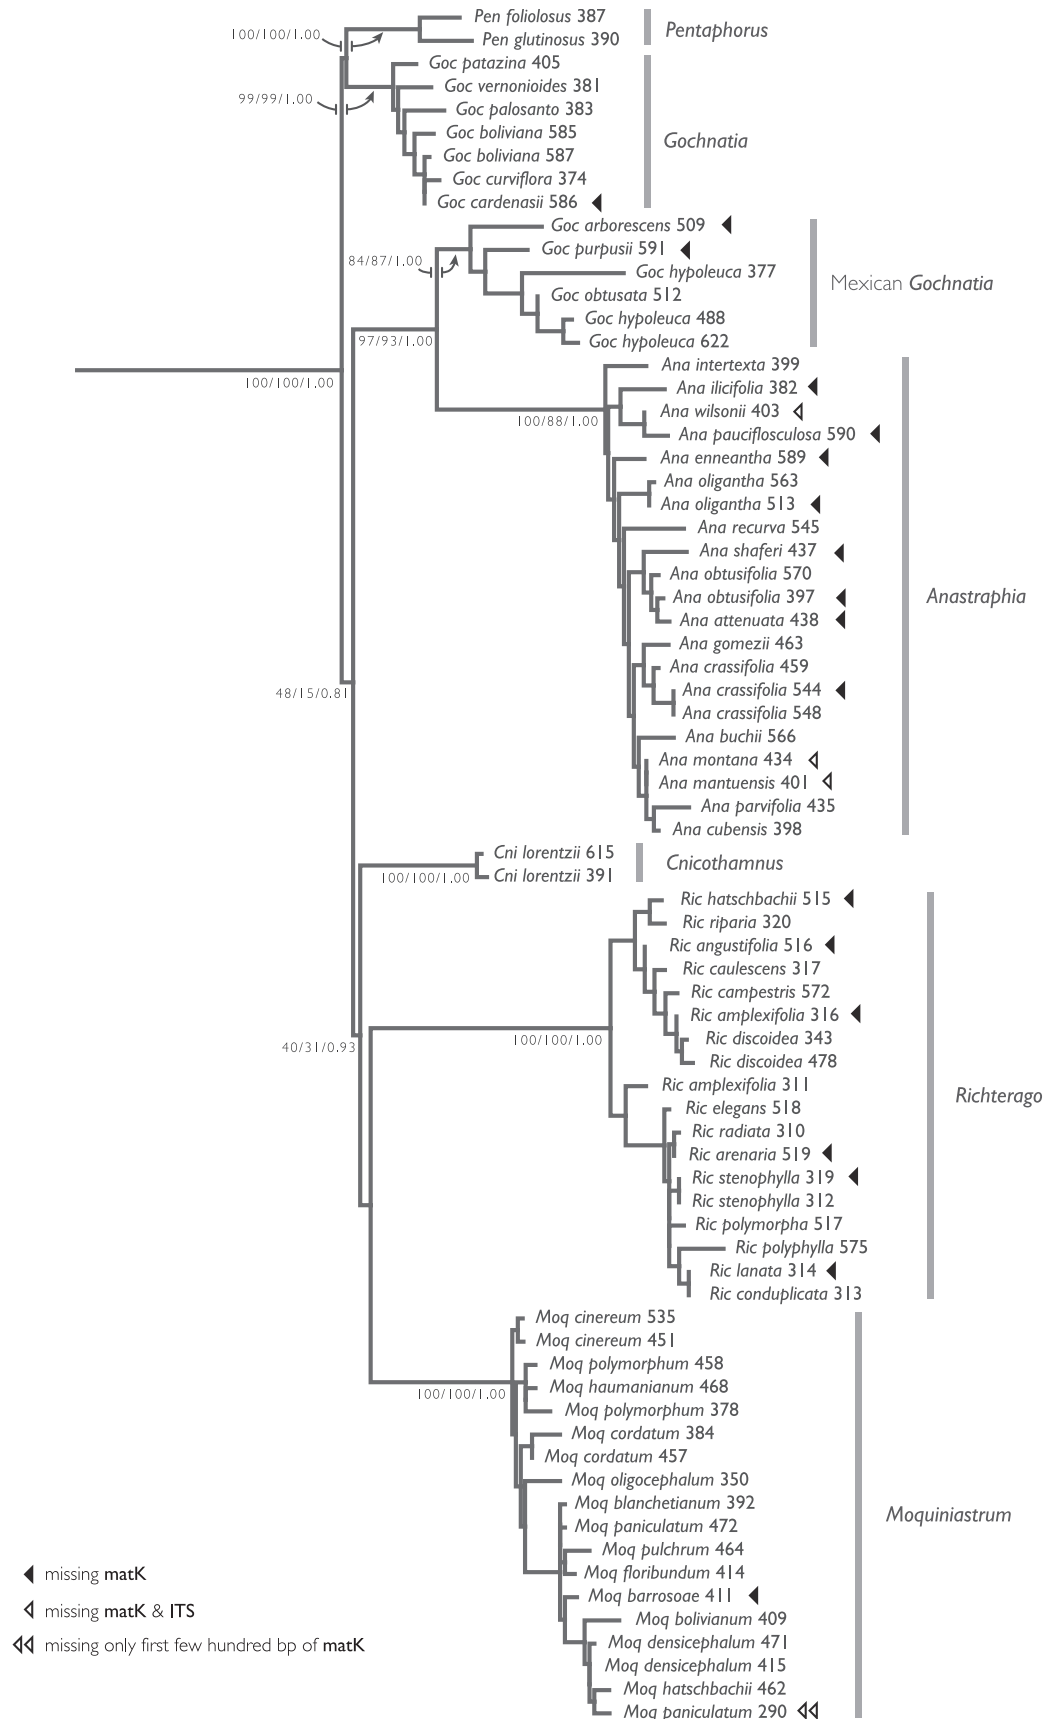 Pen foliolosus 387
100/100/1.00
Pen glutinosus 390
Pentaphorus
Goc patazina 405
Goc vernonioides 381
99/99/1.00
Goc palosanto 383
Goc boliviana 585
Gochnatia
Goc boliviana 587
Goc curviflora 374
Goc cardenasii 586
Goc arborescens 509
Goc purpusii 591
84/87/1.00
Goc hypoleuca 377
Mexican Gochnatia
Goc obtusata 512
Goc hypoleuca 488
97/93/1.00
Goc hypoleuca 622
Ana intertexta 399
100/100/1.00
Ana ilicifolia 382
Ana wilsonii 403
100/88/1.00
Ana pauciflosculosa 590
Ana enneantha 589
Ana oligantha 563
Ana oligantha 513
Ana recurva 545
Ana shaferi 437
Ana obtusifolia 570
Ana obtusifolia 397
Anastraphia
Ana attenuata 438
Ana gomezii 463
Ana crassifolia 459
48/15/0.81
Ana crassifolia 544
Ana crassifolia 548
Ana buchii 566
Ana montana 434
Ana mantuensis 401
Ana parvifolia 435
Ana cubensis 398
Cni lorentzii 615
Cnicothamnus
100/100/1.00
Cni lorentzii 391
Ric hatschbachii 515
Ric riparia 320
Ric angustifolia 516
Ric caulescens 317
Ric campestris 572
Ric amplexifolia 316
Ric discoidea 343
100/100/1.00
40/31/0.93
Ric discoidea 478
Ric amplexifolia 311
Richterago
Ric elegans 518
Ric radiata 310
Ric arenaria 519
Ric stenophylla 319
Ric stenophylla 312
Ric polymorpha 517
Ric polyphylla 575
Ric lanata 314
Ric conduplicata 313
Moq cinereum 535
Moq cinereum 451
Moq polymorphum 458
Moq haumanianum 468
100/100/1.00
Moq polymorphum 378
Moq cordatum 384
Moq cordatum 457
Moq oligocephalum 350
Moq blanchetianum 392
Moquiniastrum
Moq paniculatum 472
Moq pulchrum 464
Moq floribundum 414
missing matK
Moq barrosoae 411
missing matK & ITS
Moq bolivianum 409
Moq densicephalum 471
missing only first few hundred bp of matK
Moq densicephalum 415
Moq hatschbachii 462
Moq paniculatum 290